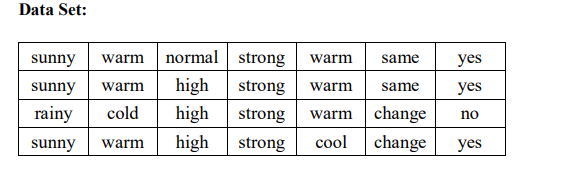 Data Set:
sunny warm normal strong warm same yes
sunny warm high strong warm same yes
rainy cold high strong warm change no
sunny warm high strong cool change yes